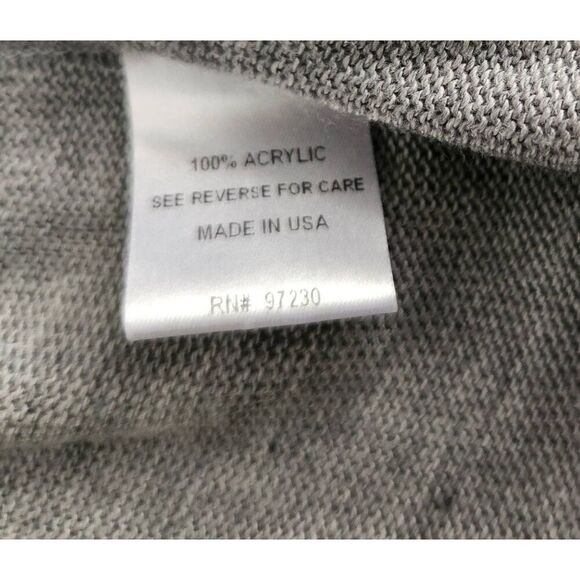 100% ACRYLIC
SEE REVERSE FOR CARE
MADE IN USA
RN# 97230